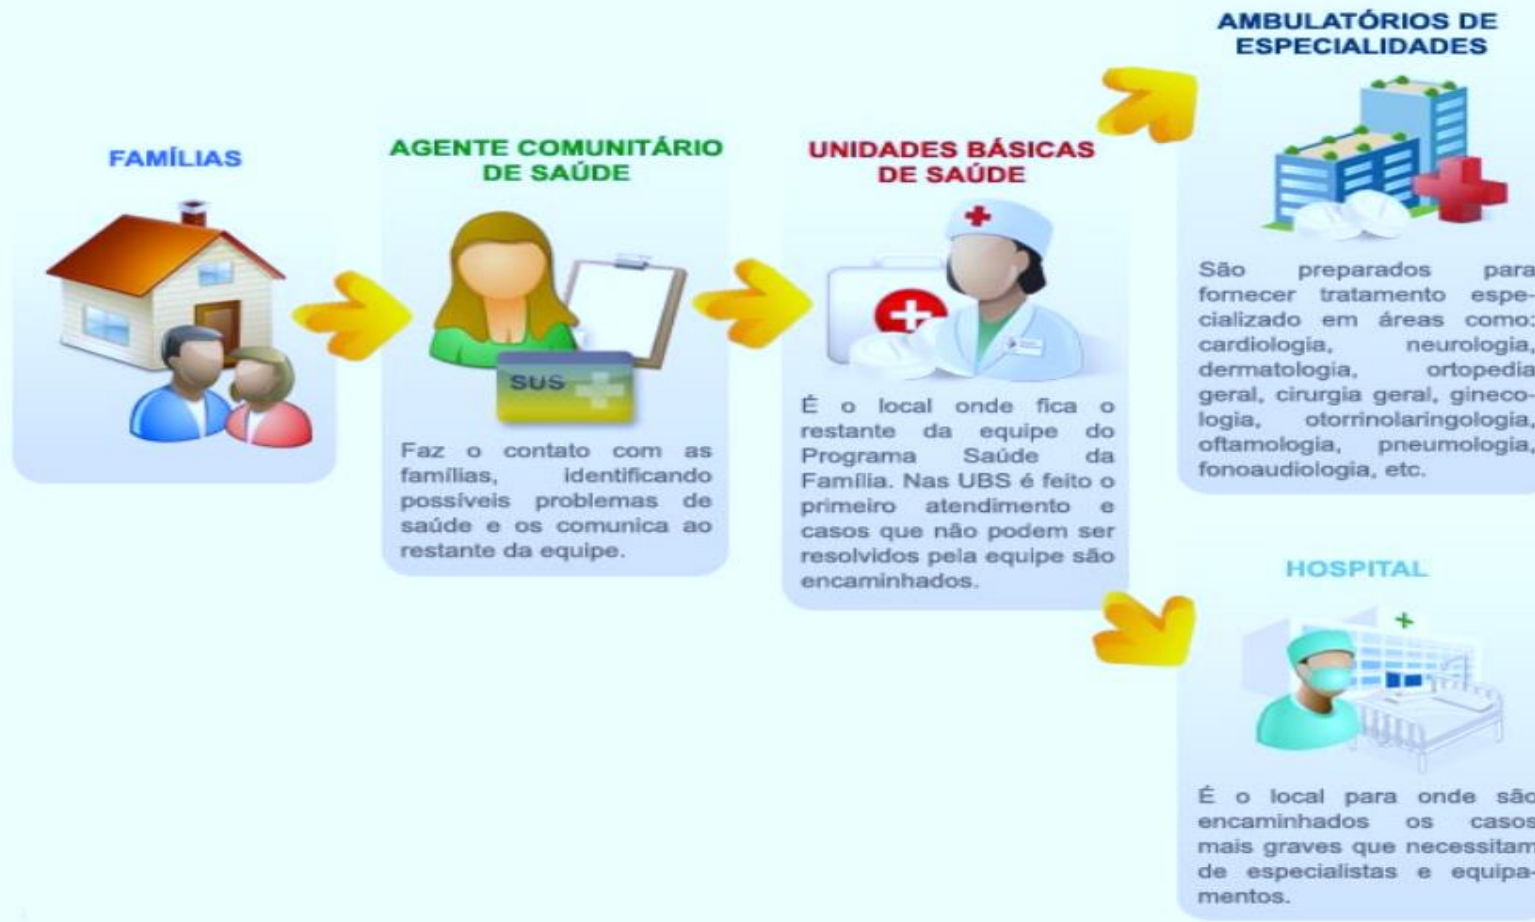 FAMÍLIAS
AGENTE COMUNITÁRIO
DE SAÚDE
SUS
Faz o contato com as
famílias, identificando
possíveis problemas de
saúde e os comunica ao
restante da equipe.
UNIDADES BÁSICAS
DE SAÚDE
É o local onde fica o
restante da equipe do
Programa Saúde da
Família. Nas UBS é feito o
primeiro atendimento e
casos que não podem ser
resolvidos pela equipe são
encaminhados.
AMBULATÓRIOS DE
ESPECIALIDADES
São preparados para
fornecer tratamento espe-
cializado em áreas como:
cardiologia, neurologia,
dermatologia, ortopedia
geral, cirurgia geral, gineco-
logia, otorrinolaringologia,
oftamologia, pneumologia,
fonoaudiologia, etc.
HOSPITAL
É o local para onde são
encaminhados os casos
mais graves que necessitam
de especialistas e equipa-
mentos.